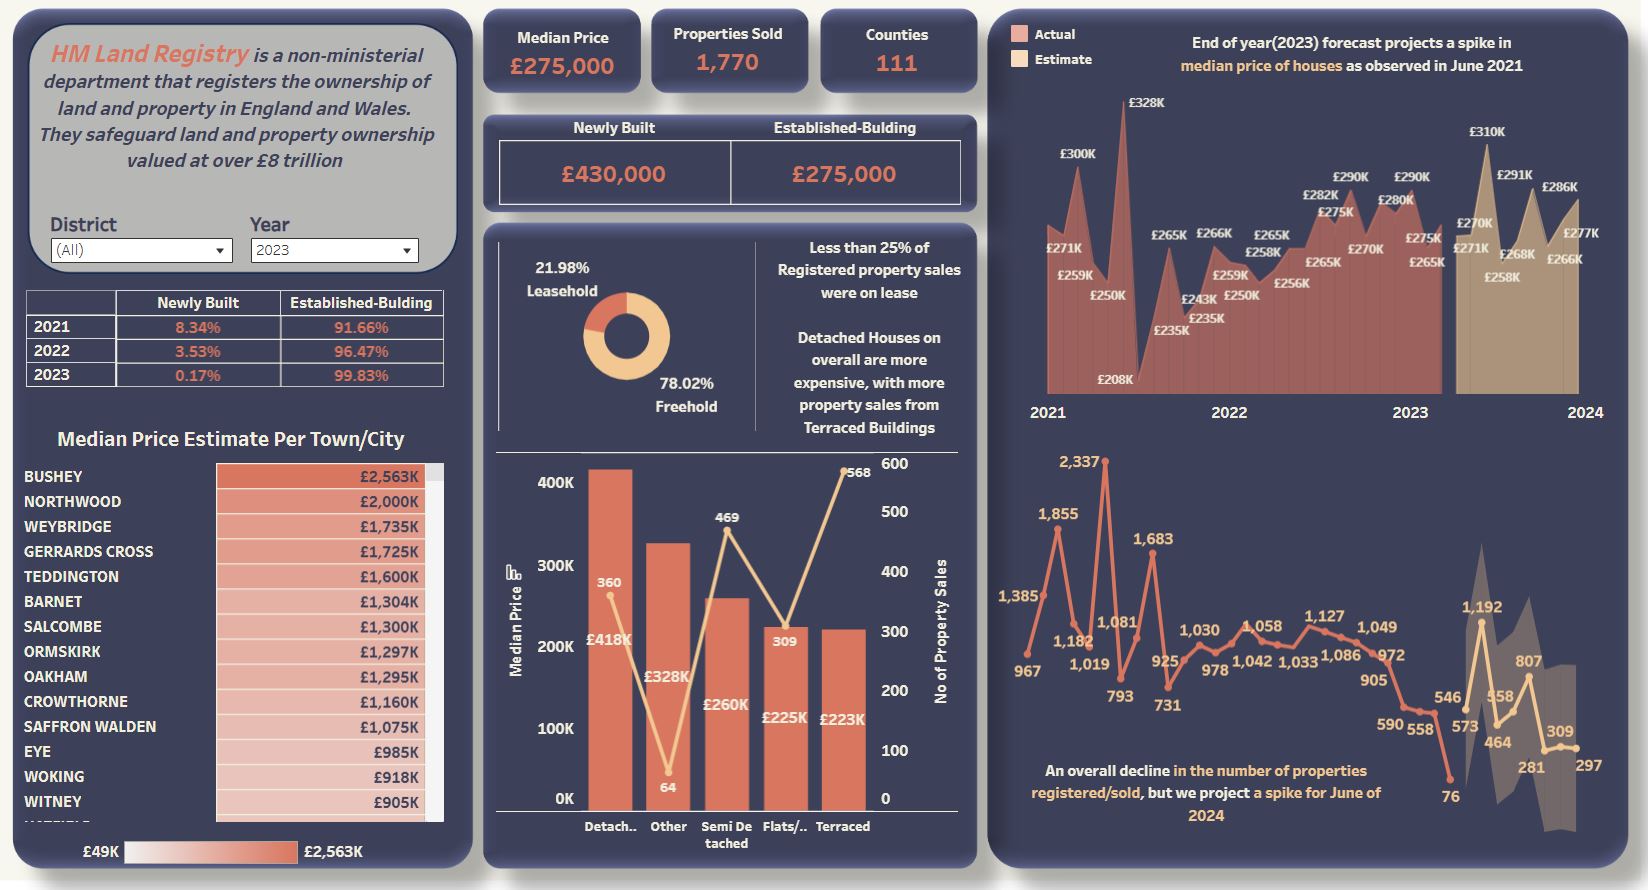 HM Land Registry is a non-ministerial
department that registers the ownership of
land and property in England and Wales.
They safeguard land and property ownership
valued at over £8 trillion
District
Year
(All)
2023
Newly Built
Established-Bulding
2021
8.34%
91.66%
2022
3.53%
96.47%
2023
0.17%
99.83%
Median Price Estimate Per Town/City
BUSHEY
£2,563K
NORTHWOOD
£2,000K
WEYBRIDGE
£1,735K
GERRARDS CROSS
£1,725K
TEDDINGTON
£1,600K
BARNET
£1,304K
SALCOMBE
£1,300K
ORMSKIRK
£1,297K
OAKHAM
£1,295K
CROWTHORNE
£1,160K
SAFFRON WALDEN
£1,075K
EYE
£985K
WOKING
£918K
WITNEY
£905K
£49K
£2,563K
Median Price
£275,000
Properties Sold
1,770
Counties
111
Newly Built
Established-Bulding
£430,000
£275,000
21.98%
Leasehold
78.02%
Freehold
Less than 25% of
Registered property sales
were on lease
Detached Houses on
overall are more
expensive, with more
property sales from
Terraced Buildings
Median Price
400K
300K
200K
100K
0K
360
£418K
£328K
64
469
£260K
309
£225K
568
£223K
600
500
400
300
200
100
0
No of Property Sales
Detach..
Other
Semi De
tached
Flats/..
Terraced
Actual
Estimate
End of year(2023) forecast projects a spike in
median price of houses as observed in June 2021
£271K
£300K
£259K
£250K
£328K
£208K
£235K
£265K
£243K
£235K
£266K
£259K
£250K
£258K
£265K
£256K
£282K
£265K
£275K
£290K
£270K
£280K
£290K
£275K
£265K
£271K
£270K
£310K
£258K
£268K
£291K
£266K
£286K
£277K
2021
2022
2023
2024
967
1,385
1,855
1,182
1,019
2,337
793
1,081
1,683
731
925
1,030
978
1,058
1,042
1,033
1,127
1,086
1,049
905
972
590
558
546
76
573
1,192
464
558
807
281
309
297
An overall decline in the number of properties
registered/sold, but we project a spike for June of
2024